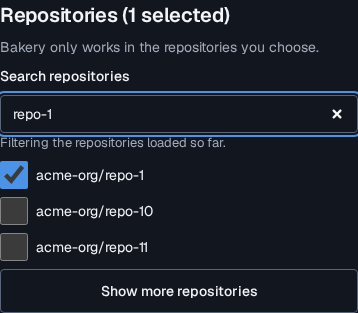 Repositories (1 selected)
Bakery only works in the repositories you choose.
Search repositories
repo-1
Filtering the repositories loaded so far.
acme-org/repo-1
acme-org/repo-10
acme-org/repo-11
Show more repositories